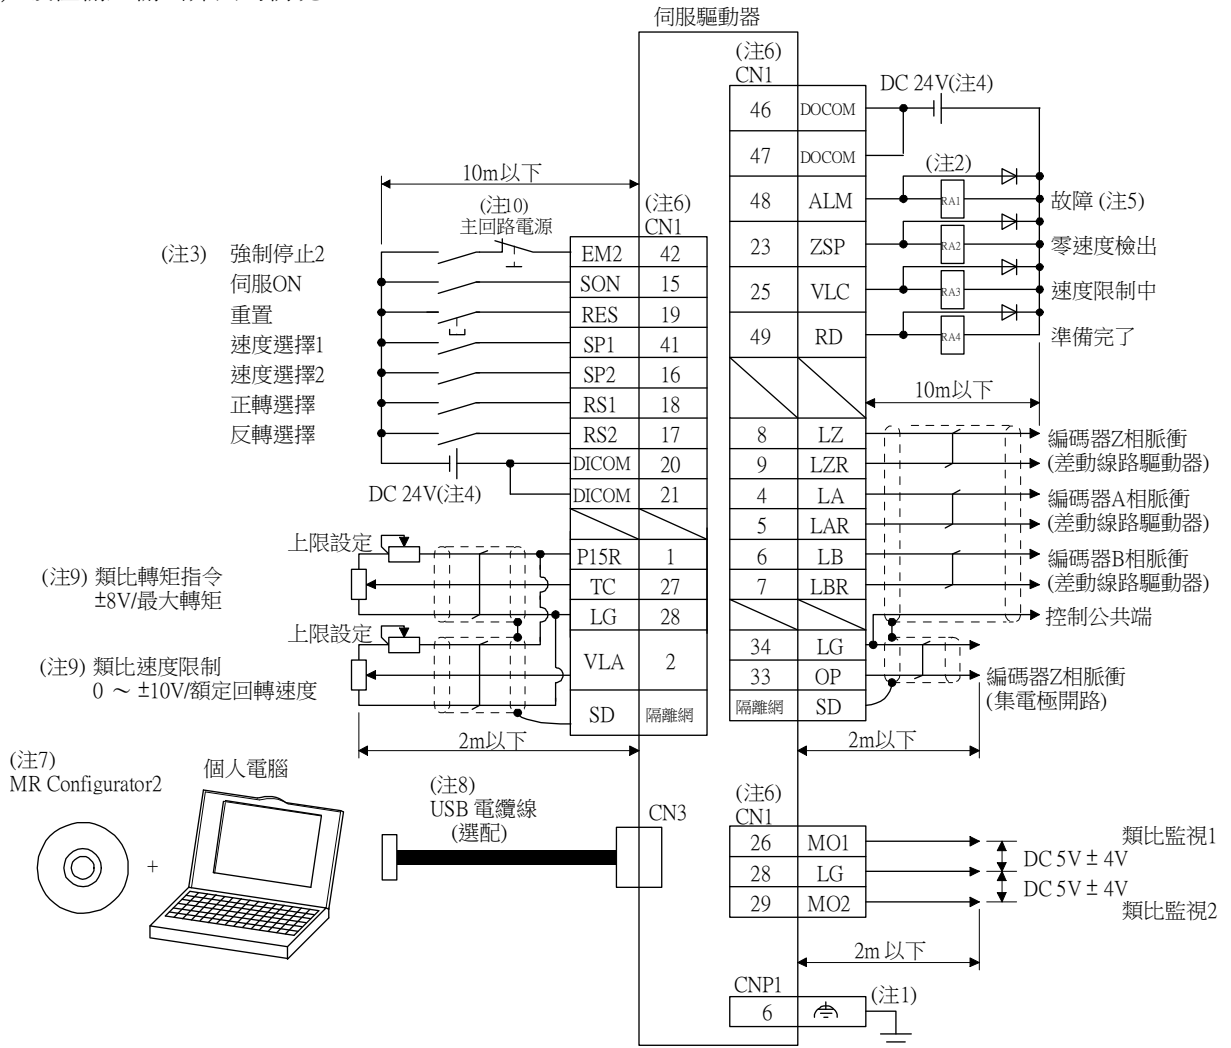 伺服驅動器
(注6)
CN1
DC 24V(注4)
46 DOCOM
47 DOCOM
(注2)
48 ALM RA1 故障 (注5)
23 ZSP RA2 零速度檢出
25 VLC RA3 速度限制中
49 RD RA4 準備完了
10m以下
8 LZ 編碼器Z相脈衝
9 LZR (差動線路驅動器)
4 LA 編碼器A相脈衝
5 LAR (差動線路驅動器)
6 LB 編碼器B相脈衝
7 LBR (差動線路驅動器)
控制公共端
34 LG
33 OP 編碼器Z相脈衝
(集電極開路)
隔離網 SD
2m以下
10m以下
(注10)
主回路電源
(注6)
CN1
(注3) 強制停止2 EM2 42
伺服ON SON 15
重置 RES 19
速度選擇1 SP1 41
速度選擇2 SP2 16
正轉選擇 RS1 18
反轉選擇 RS2 17
DICOM 20
DC 24V(注4) DICOM 21
上限設定
P15R 1
(注9) 類比轉矩指令 TC 27
±8V/最大轉矩
LG 28
上限設定
(注9) 類比速度限制 VLA 2
0 ～ ±10V/額定回轉速度
SD 隔離網
2m以下
(注7)
MR Configurator2
個人電腦
+
(注8)
USB 電纜線
(選配)
CN3
(注6)
CN1
26 MO1 類比監視1
DC 5V ± 4V
28 LG
DC 5V ± 4V
29 MO2 類比監視2
2m 以下
CNP1
6 (注1)